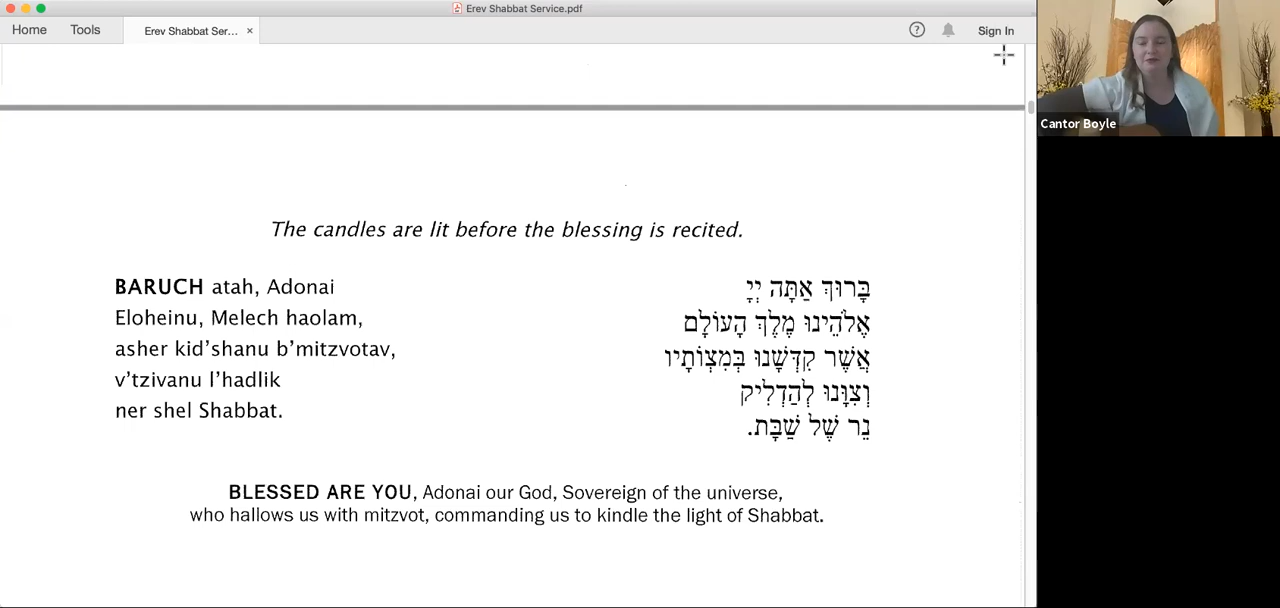 Erev Shabbat Service.pdf
Home Tools Erev Shabbat Ser... × ? Sign In
Cantor Boyle
The candles are lit before the blessing is recited.
BARUCH atah, Adonai
Eloheinu, Melech haolam,
asher kid'shanu b'mitzvotav,
v'tzivanu l'hadlik
ner shel Shabbat.
בָּרוּךְ אַתָּה יְיָ
אֱלֹהֵינוּ מֶלֶךְ הָעוֹלָם
אֲשֶׁר קִדְּשָׁנוּ בְּמִצְוֹתָיו
וְצִוָּנוּ לְהַדְלִיק
נֵר שֶׁל שַׁבָּת.
BLESSED ARE YOU, Adonai our God, Sovereign of the universe,
who hallows us with mitzvot, commanding us to kindle the light of Shabbat.